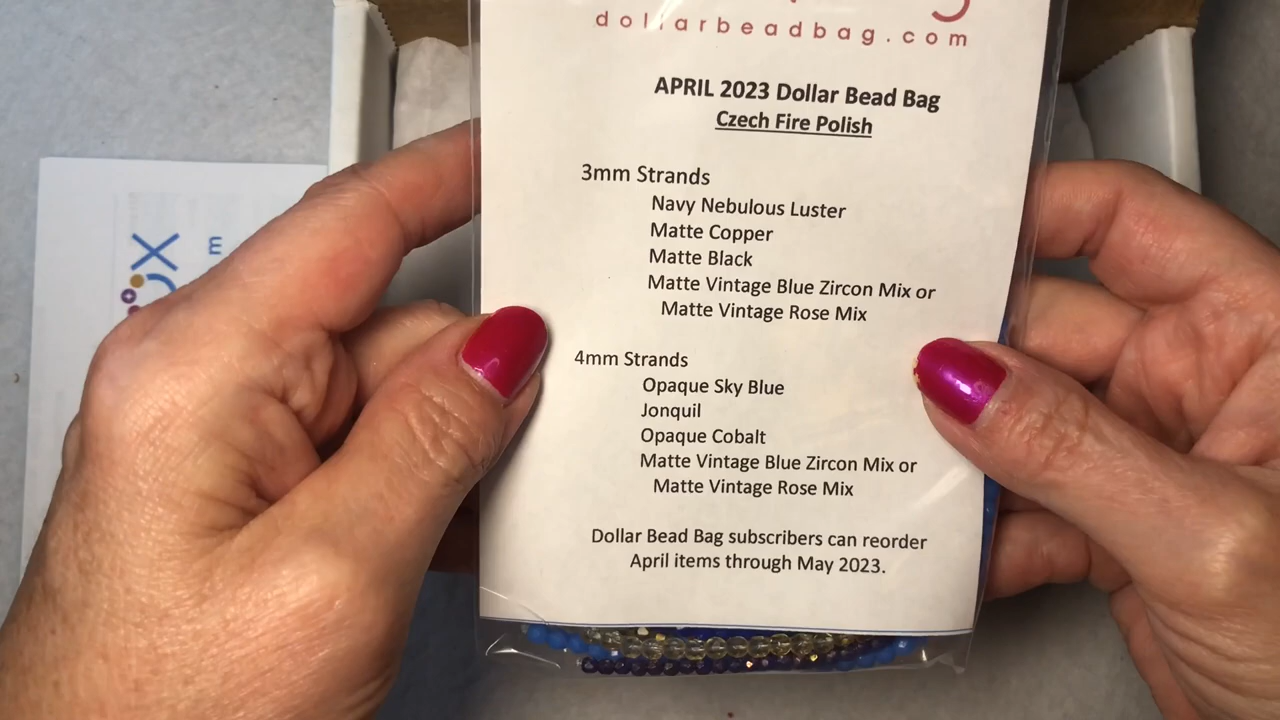 dollarbeadbag.com
APRIL 2023 Dollar Bead Bag
Czech Fire Polish
3mm Strands
Navy Nebulous Luster
Matte Copper
Matte Black
Matte Vintage Blue Zircon Mix or
Matte Vintage Rose Mix
4mm Strands
Opaque Sky Blue
Jonquil
Opaque Cobalt
Matte Vintage Blue Zircon Mix or
Matte Vintage Rose Mix
Dollar Bead Bag subscribers can reorder
April items through May 2023.